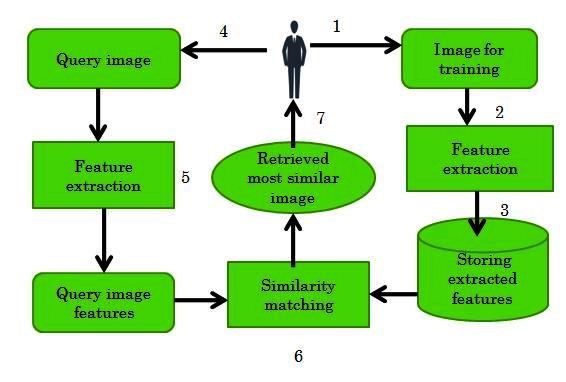 4
1
Query image
Image for
training
2
7
Feature
extraction
5
Retrieved
most similar
image
Feature
extraction
3
Query image
features
Similarity
matching
Storing
extracted
features
6